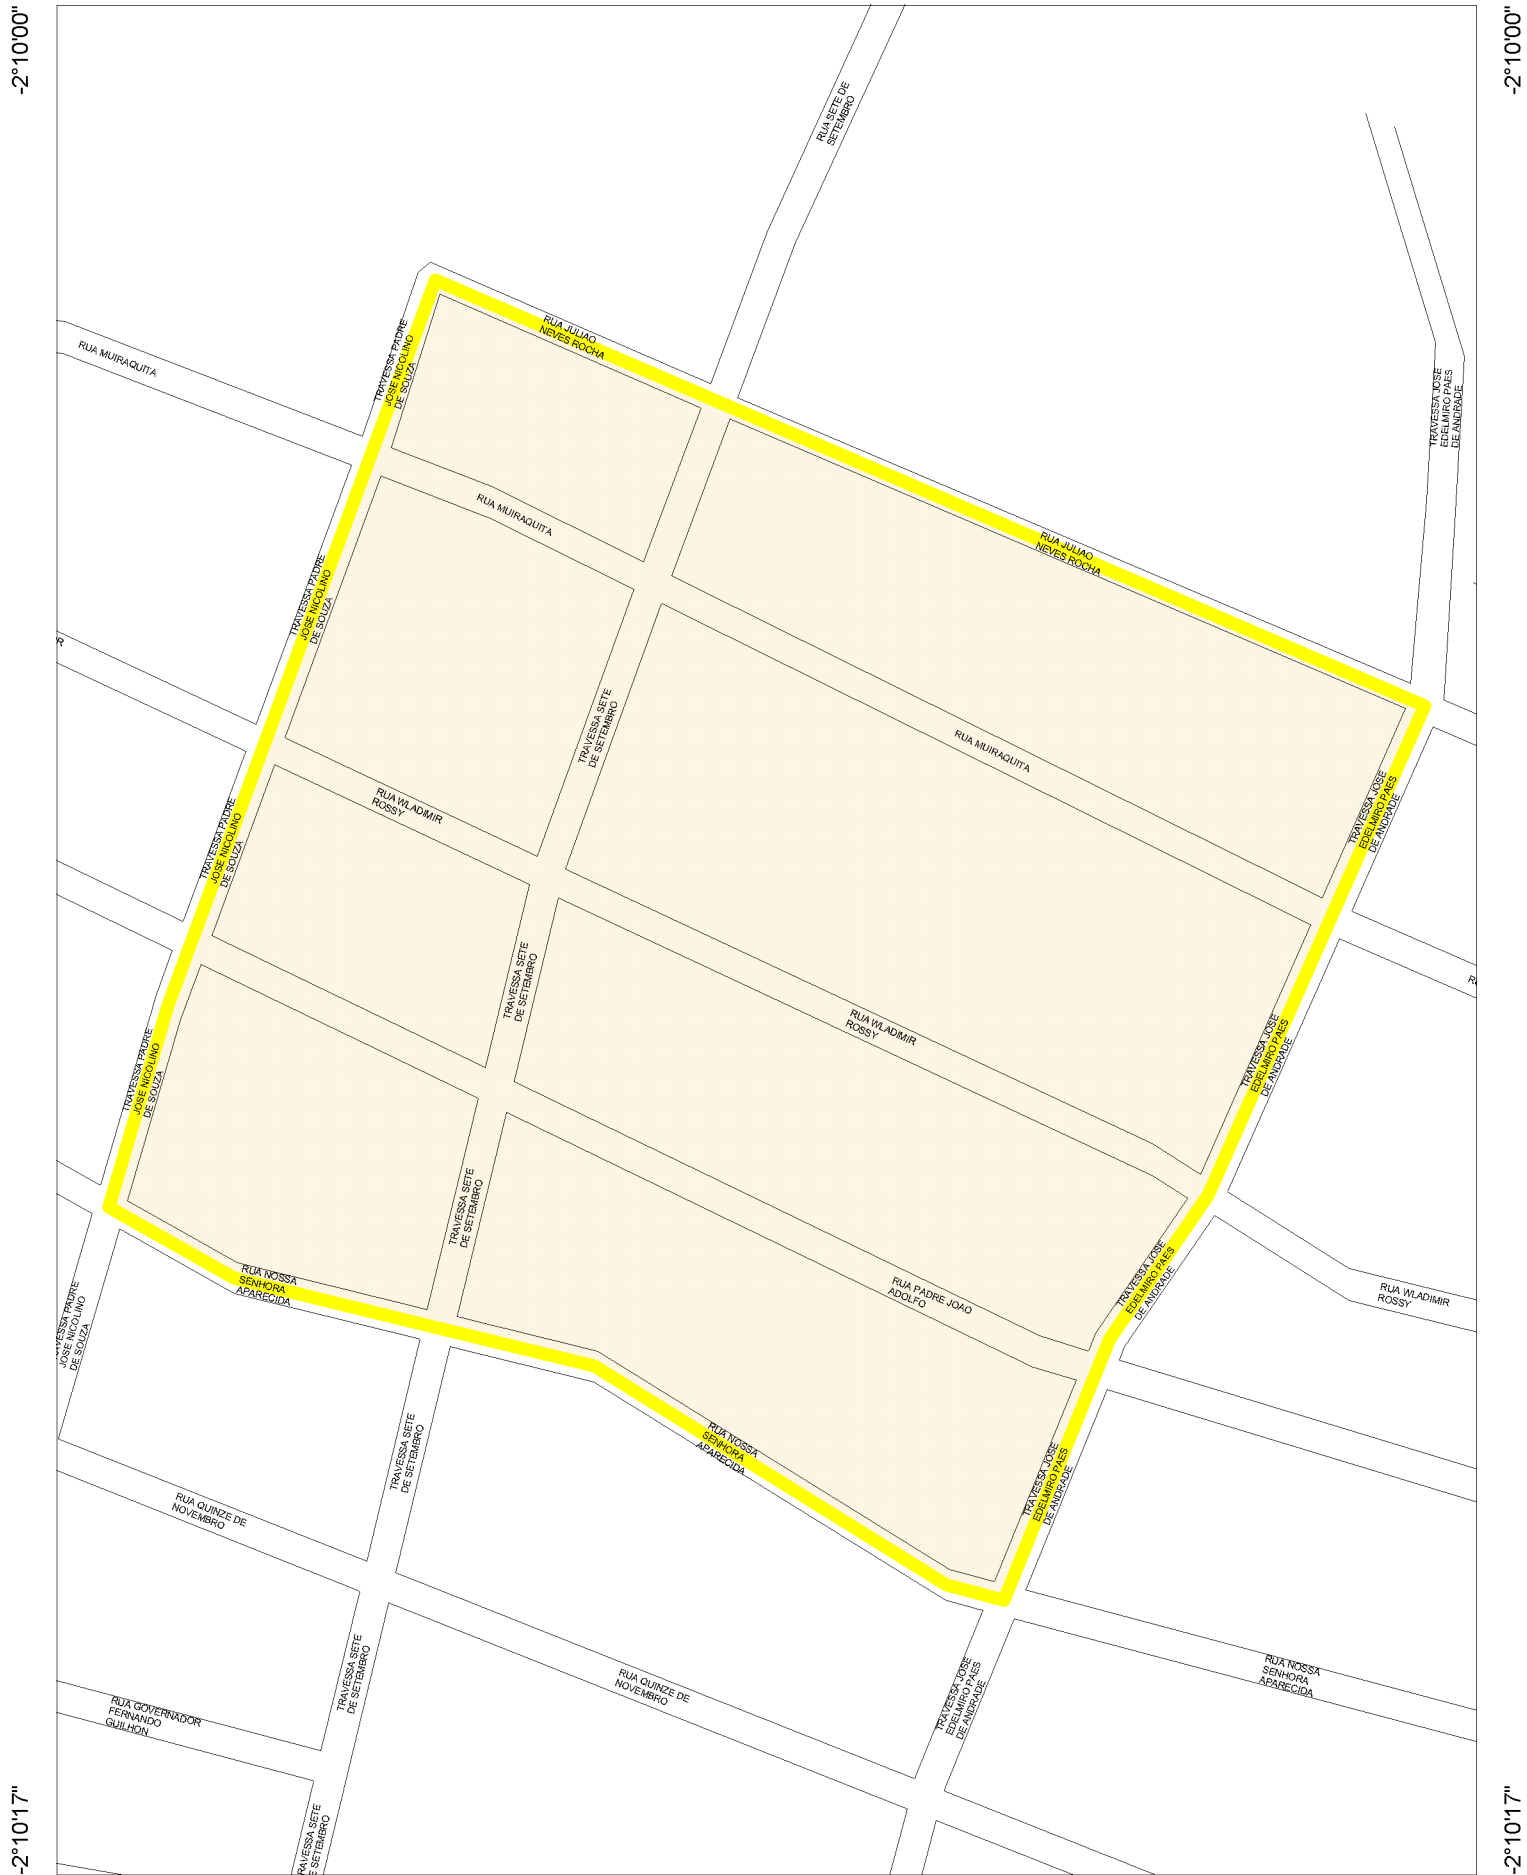 -2°10'00"
-2°10'00"
RUA SETE DE
SETEMBRO
RUA JULIAO
NEVES ROCHA
TRAVESSA PADRE
JOSE NICOLINO
DE SOUZA
RUA MUIRAQUITA
TRAVESSA JOSE
EDELMIRO PAES
DE ANDRADE
RUA MUIRAQUITA
RUA JULIAO
NEVES ROCHA
TRAVESSA PADRE
JOSE NICOLINO
DE SOUZA
TRAVESSA SETE
DE SETEMBRO
RUA MUIRAQUITA
TRAVESSA JOSE
EDELMIRO PAES
DE ANDRADE
RUA WLADIMIR
ROSSY
TRAVESSA PADRE
JOSE NICOLINO
DE SOUZA
TRAVESSA SETE
DE SETEMBRO
RUA WLADIMIR
ROSSY
TRAVESSA JOSE
EDELMIRO PAES
DE ANDRADE
TRAVESSA PADRE
JOSE NICOLINO
DE SOUZA
TRAVESSA SETE
DE SETEMBRO
RUA NOSSA
SENHORA
APARECIDA
RUA PADRE JOAO
ADOLFO
TRAVESSA JOSE
EDELMIRO PAES
DE ANDRADE
RUA WLADIMIR
ROSSY
JOSE NICOLINO
DE SOUZA
TRAVESSA SETE
DE SETEMBRO
RUA NOSSA
SENHORA
APARECIDA
TRAVESSA JOSE
EDELMIRO PAES
DE ANDRADE
RUA QUINZE DE
NOVEMBRO
TRAVESSA SETE
DE SETEMBRO
RUA QUINZE DE
NOVEMBRO
TRAVESSA JOSE
EDELMIRO PAES
DE ANDRADE
RUA NOSSA
SENHORA
APARECIDA
RUA GOVERNADOR
FERNANDO
GUILHON
RAVESSA SETE
E SETEMBRO
-2°10'17"
-2°10'17"